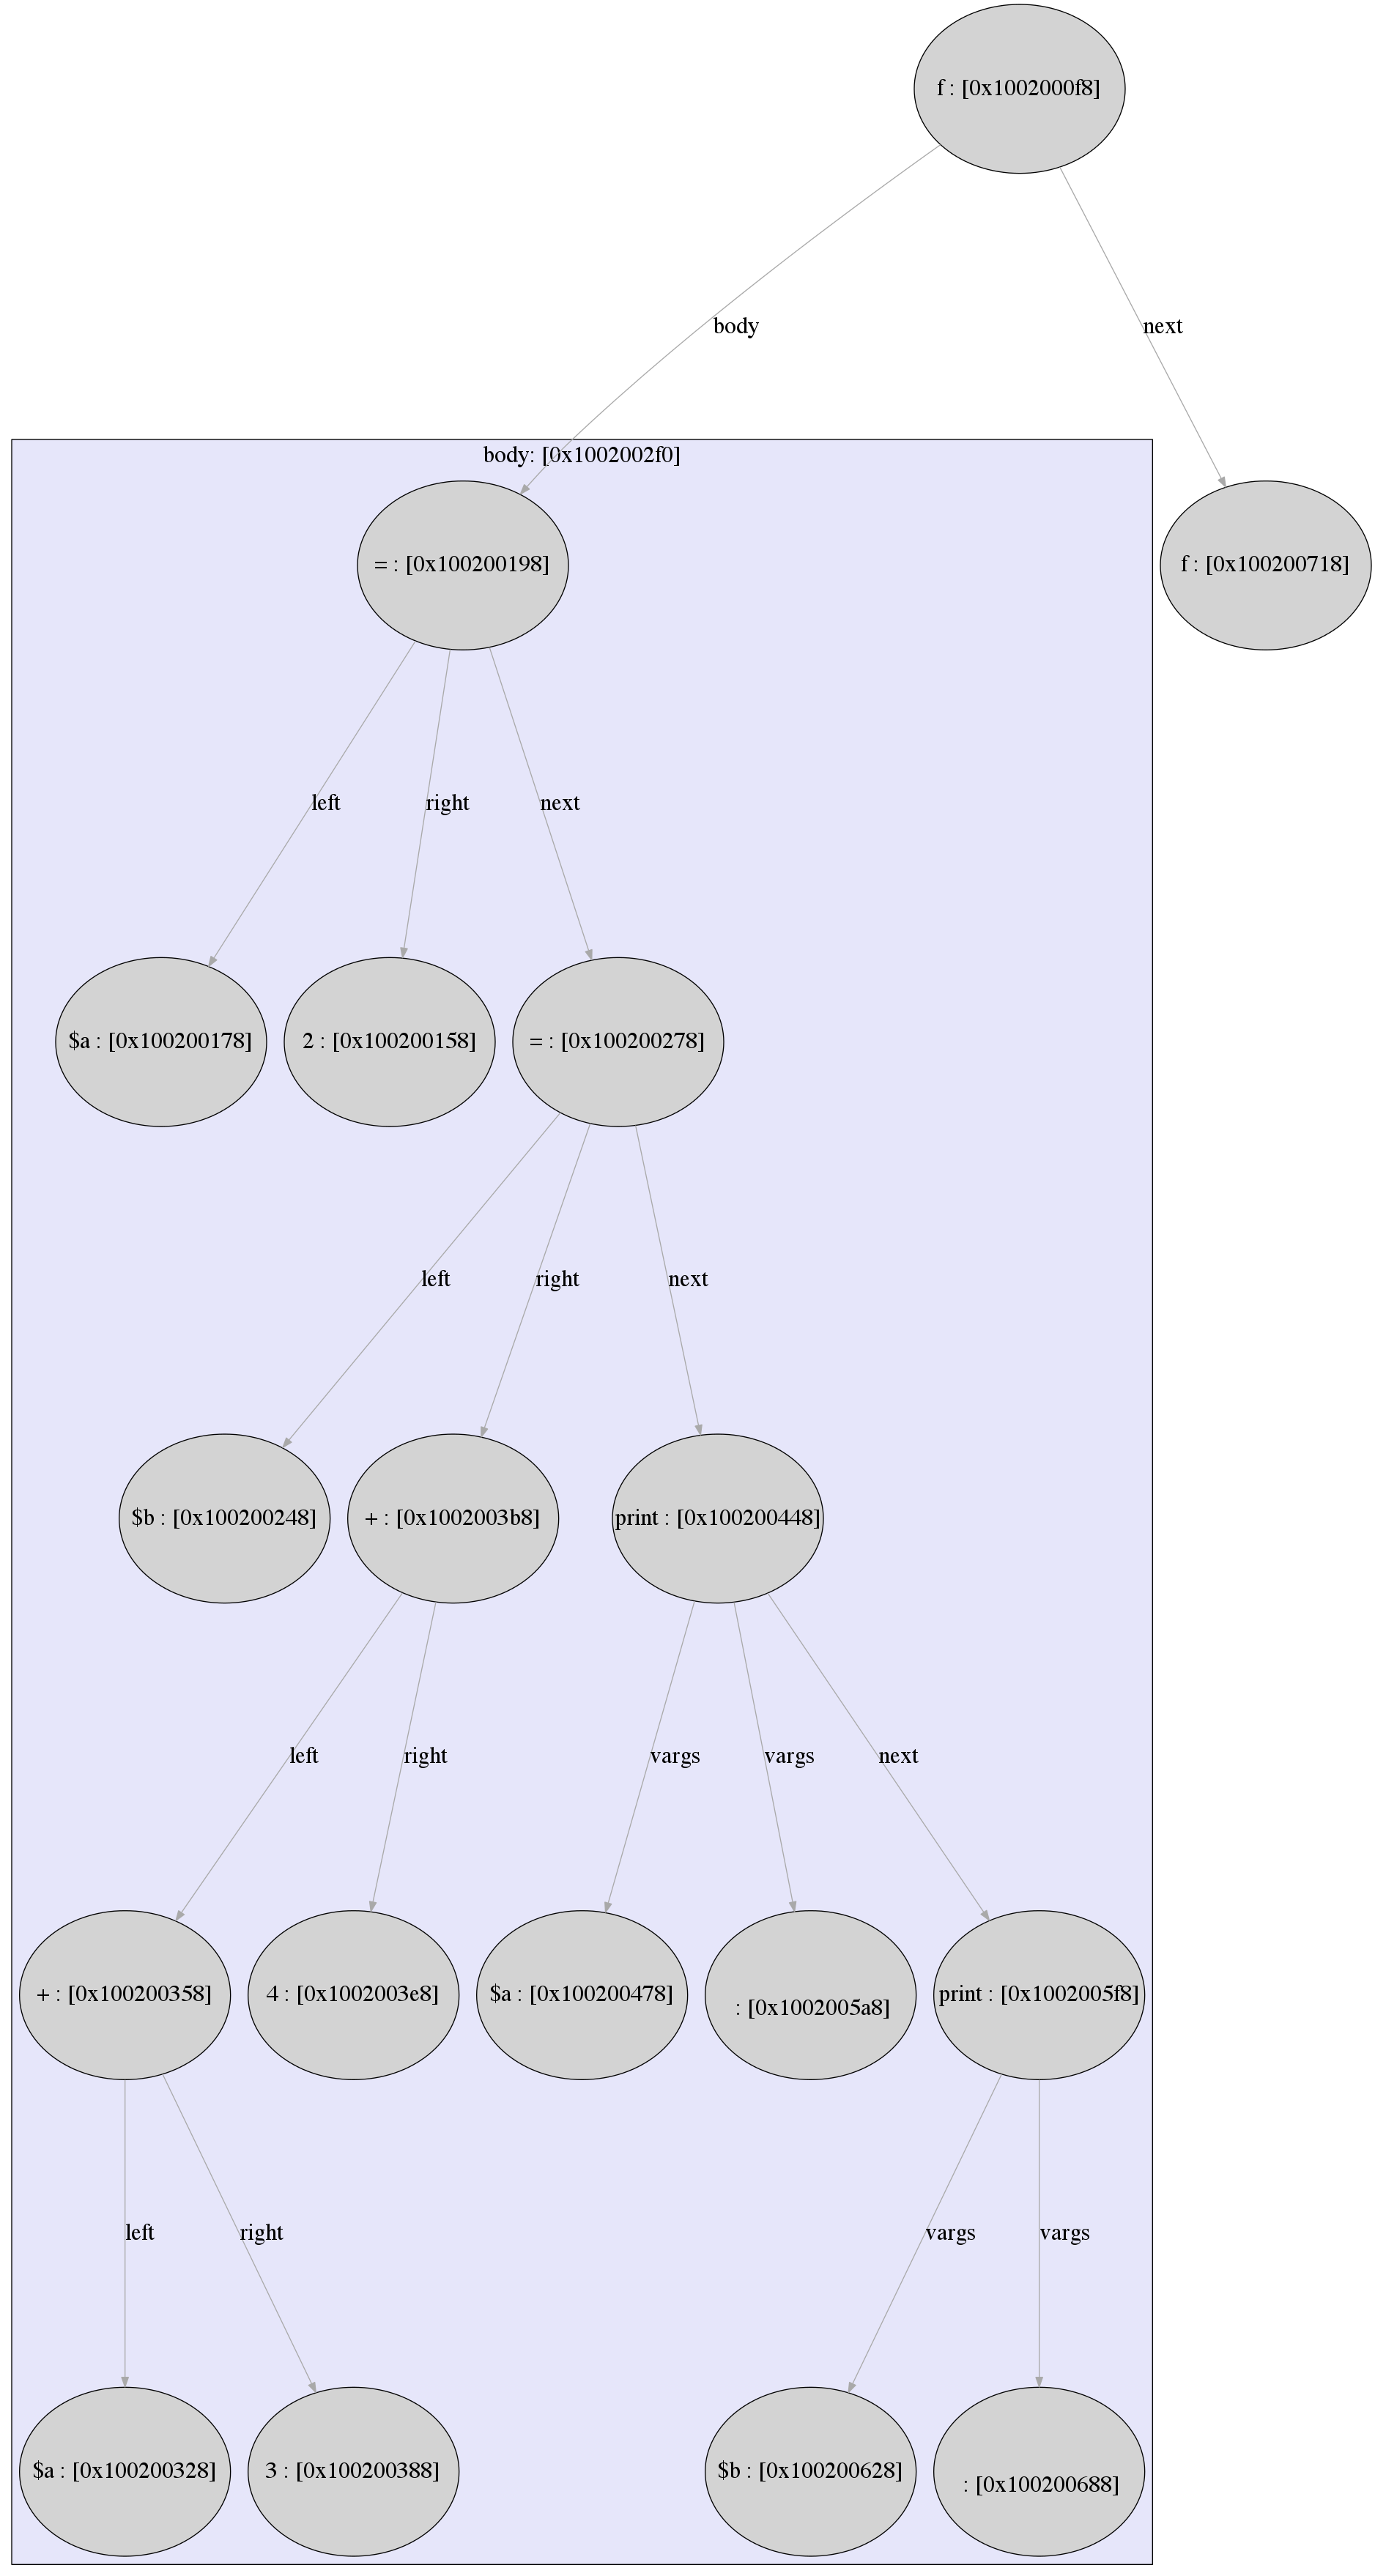 f : [0x1002000f8]
body
next
body: [0x1002002f0]
= : [0x100200198]
f : [0x100200718]
left
right
next
$a : [0x100200178]
2 : [0x100200158]
= : [0x100200278]
left
right
next
$b : [0x100200248]
+ : [0x1002003b8]
print : [0x100200448]
left
right
vargs
vargs
next
+ : [0x100200358]
4 : [0x1002003e8]
$a : [0x100200478]
: [0x1002005a8]
print : [0x1002005f8]
left
right
vargs
vargs
$a : [0x100200328]
3 : [0x100200388]
$b : [0x100200628]
: [0x100200688]